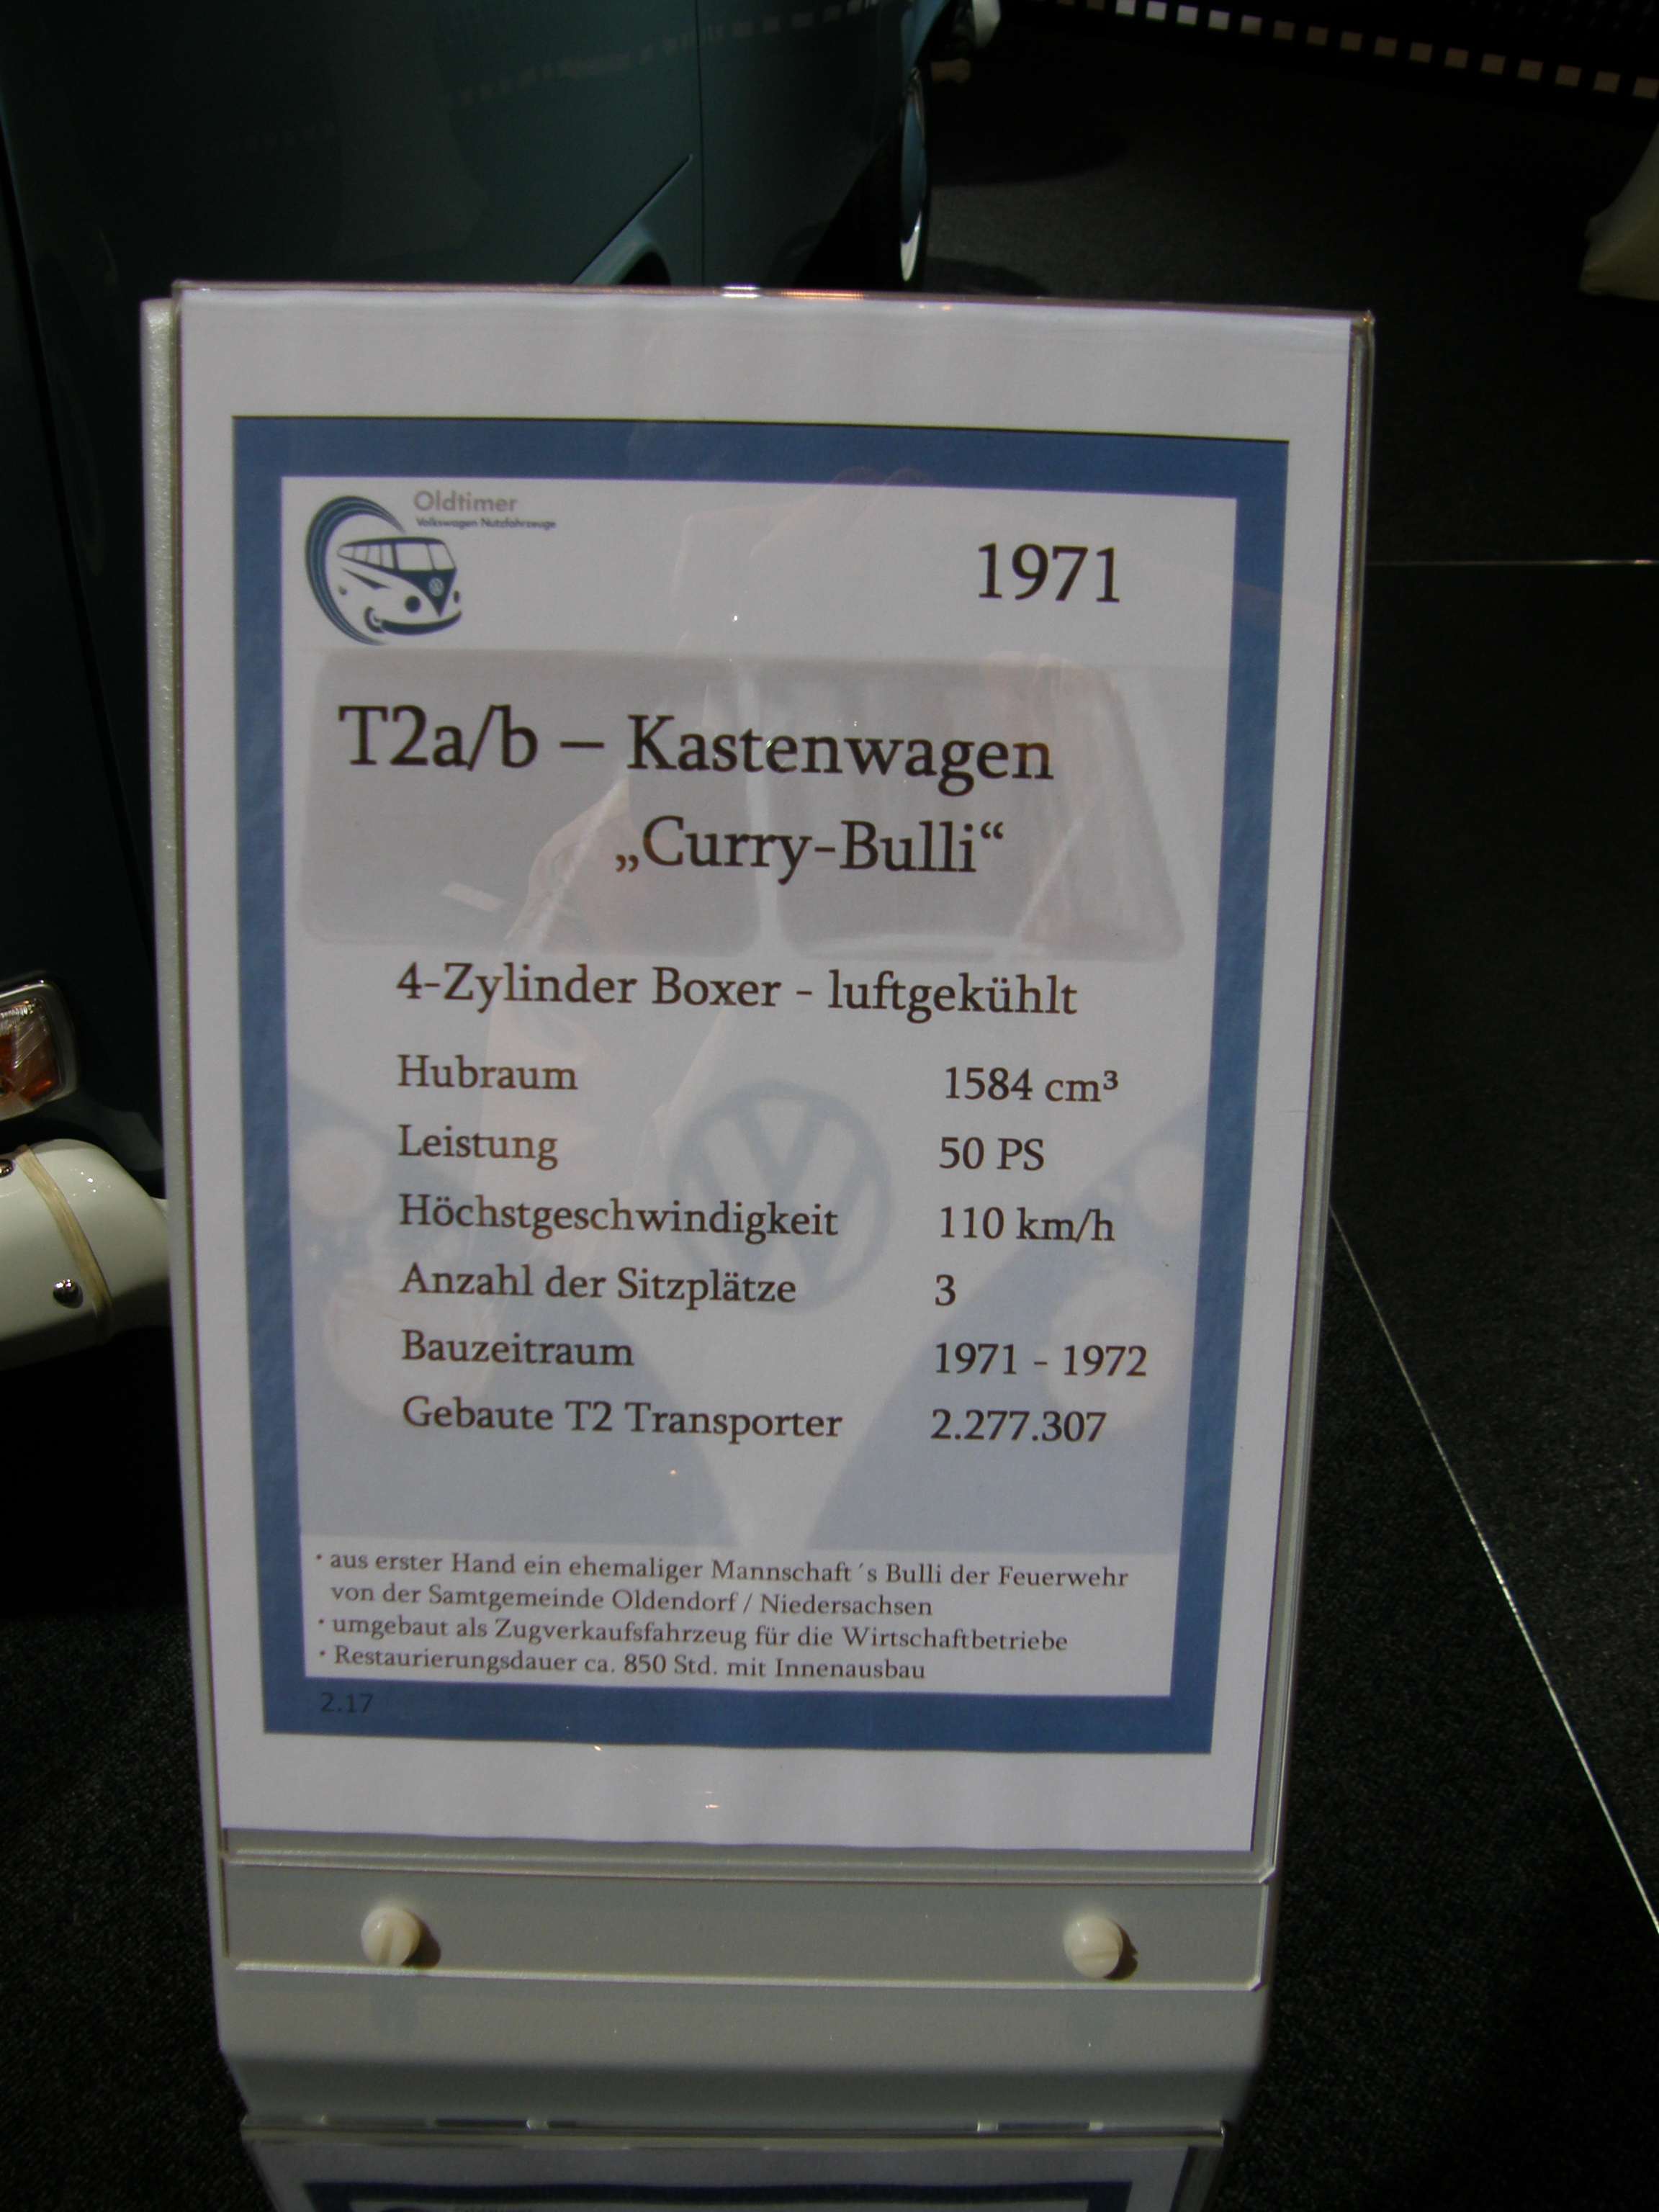 Oldtimer
Volkswagen Nutzfahrzeuge
1971
T2a/b – Kastenwagen
„Curry-Bulli“
4-Zylinder Boxer - luftgekühlt
Hubraum 1584 cm³
Leistung 50 PS
Höchstgeschwindigkeit 110 km/h
Anzahl der Sitzplätze 3
Bauzeitraum 1971 - 1972
Gebaute T2 Transporter 2.277.307
• aus erster Hand ein ehemaliger Mannschaft´s Bulli der Feuerwehr
von der Samtgemeinde Oldendorf / Niedersachsen
• umgebaut als Zugverkaufsfahrzeug für die Wirtschaftbetriebe
• Restaurierungsdauer ca. 850 Std. mit Innenausbau
2.17